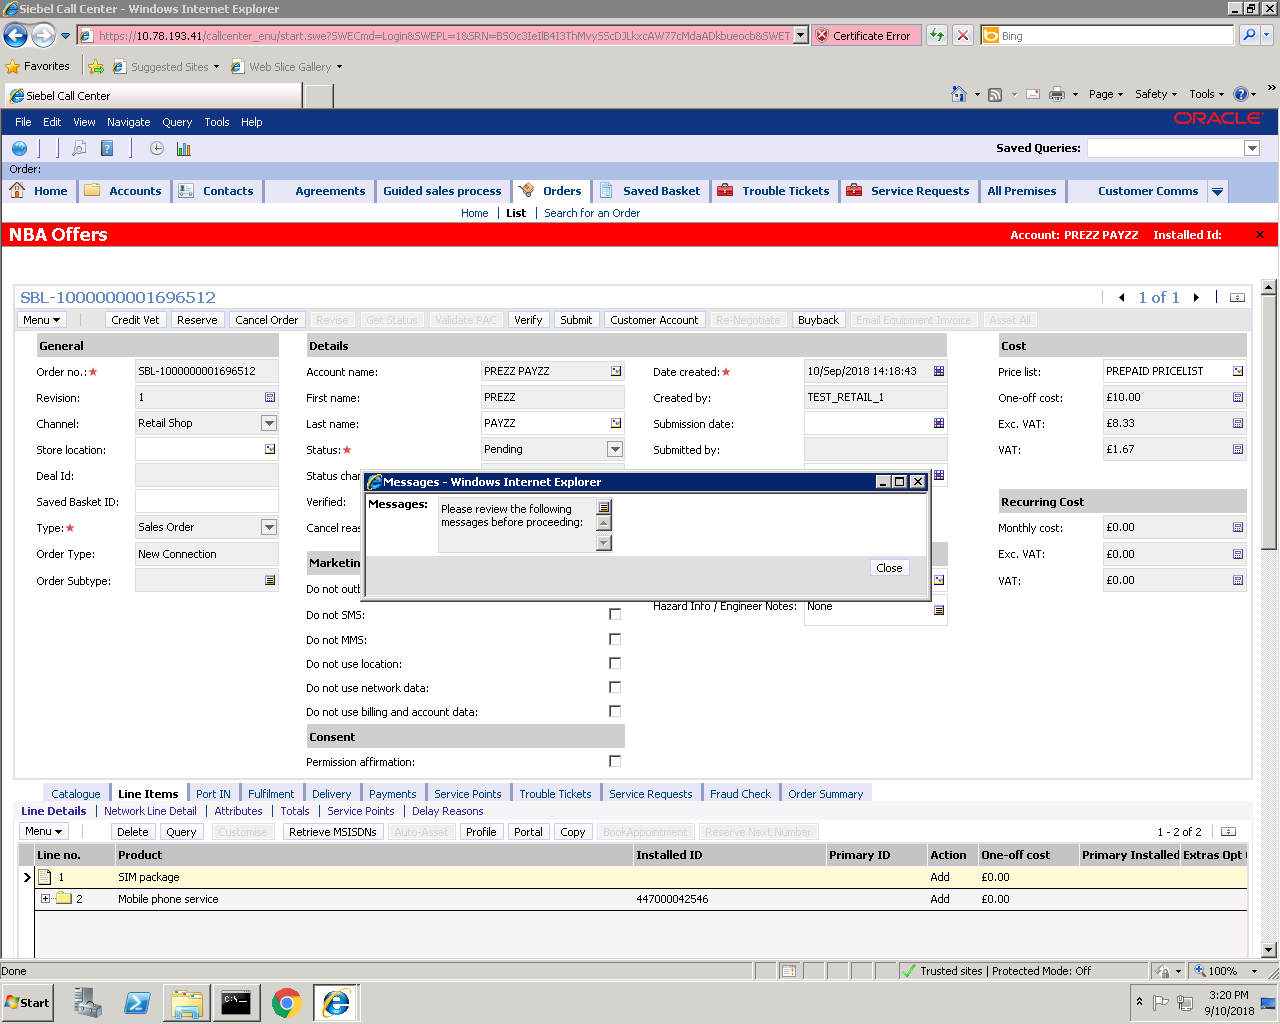 Siebel Call Center - Windows Internet Explorer
https://10.78.193.41/callcenter_enu/start.swe?SWECmd=Login&SWEPL=1&SRN= Certificate Error Bing
Favorites Suggested Sites Web Slice Gallery
Siebel Call Center Page Safety Tools »
File Edit View Navigate Query Tools Help ORACLE
Saved Queries:
Order:
Home Accounts Contacts Agreements Guided sales process Orders Saved Basket Trouble Tickets Service Requests All Premises Customer Comms
Home | List | Search for an Order
NBA Offers Account: PREZZ PAYZZ Installed Id:
SBL-1000000001696512 1 of 1
Menu Credit Vet Reserve Cancel Order Revise Get Status Validate PAC Verify Submit Customer Account Re-Negotiate Buyback Email Equipment Invoice Asset All
General Details Cost
Order no.:★ SBL-1000000001696512 Account name: PREZZ PAYZZ Date created:★ 10/Sep/2018 14:18:43 Price list: PREPAID PRICELIST
Revision: 1 First name: PREZZ Created by: TEST_RETAIL_1 One-off cost: £10.00
Channel: Retail Shop Last name: PAYZZ Submission date: Exc. VAT: £8.33
Store location: Status:★ Pending Submitted by: VAT: £1.67
Deal Id: Status chan
Saved Basket ID: Verified: Recurring Cost
Type:★ Sales Order Cancel reas Monthly cost: £0.00
Order Type: New Connection Exc. VAT: £0.00
Order Subtype: VAT: £0.00
Messages - Windows Internet Explorer
Messages: Please review the following
messages before proceeding:
Close
Marketin
Do not outb
Hazard Info / Engineer Notes: None
Do not SMS:
Do not MMS:
Do not use location:
Do not use network data:
Do not use billing and account data:
Consent
Permission affirmation:
Catalogue Line Items Port IN Fulfilment Delivery Payments Service Points Trouble Tickets Service Requests Fraud Check Order Summary
Line Details | Network Line Detail | Attributes | Totals | Service Points | Delay Reasons
Menu Delete Query Customise Retrieve MSISDNs Auto-Asset Profile Portal Copy BookAppointment Reserve Next Number 1 - 2 of 2
Line no. Product Installed ID Primary ID Action One-off cost Primary Installed Extras Opt
1 SIM package Add £0.00
2 Mobile phone service 447000042546 Add £0.00
Done Trusted sites | Protected Mode: Off 100%
Start 3:20 PM
9/10/2018